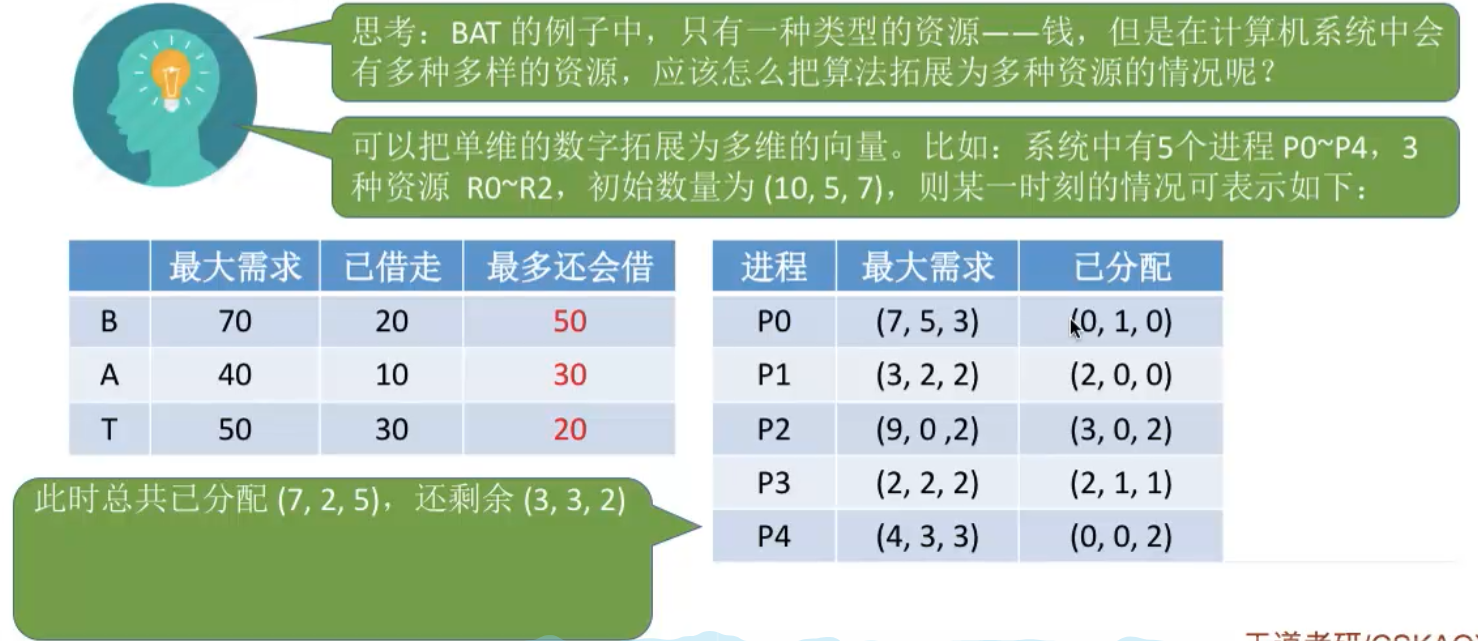 思考：BAT 的例子中，只有一种类型的资源——钱，但是在计算机系统中会
有多种多样的资源，应该怎么把算法拓展为多种资源的情况呢？
可以把单维的数字拓展为多维的向量。比如：系统中有5个进程 P0~P4，3
种资源 R0~R2，初始数量为 (10, 5, 7)，则某一时刻的情况可表示如下：
最大需求 已借走 最多还会借
B 70 20 50
A 40 10 30
T 50 30 20
进程 最大需求 已分配
P0 (7, 5, 3) (0, 1, 0)
P1 (3, 2, 2) (2, 0, 0)
P2 (9, 0 ,2) (3, 0, 2)
P3 (2, 2, 2) (2, 1, 1)
P4 (4, 3, 3) (0, 0, 2)
此时总共已分配 (7, 2, 5)，还剩余 (3, 3, 2)